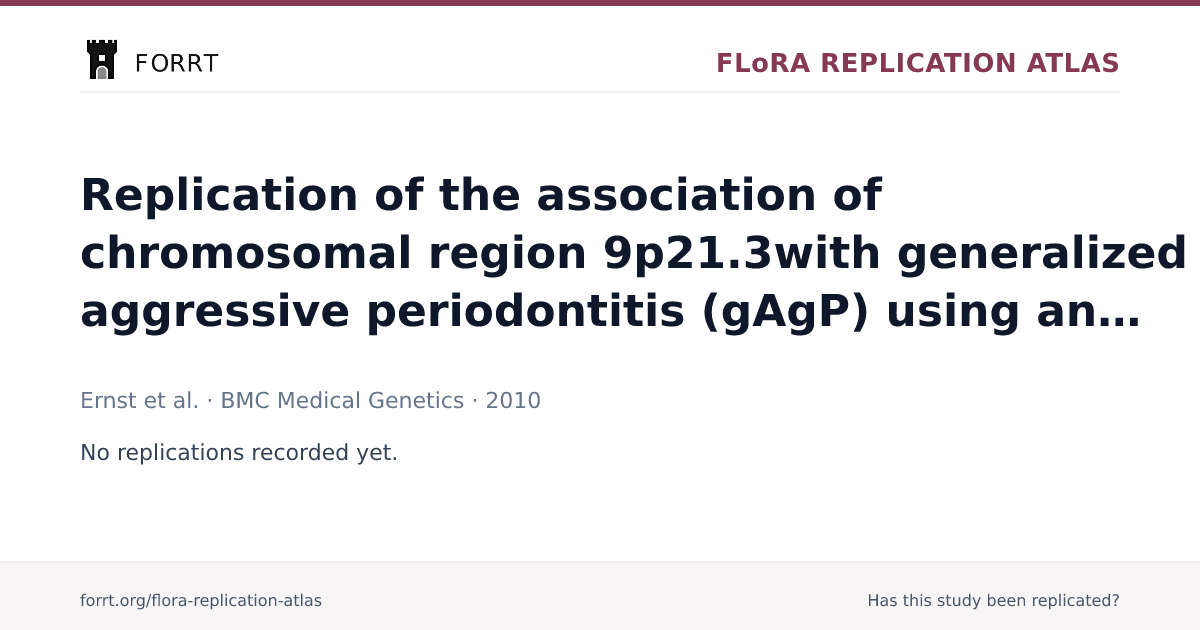 FORRT
FLoRA REPLICATION ATLAS
Replication of the association of
chromosomal region 9p21.3with generalized
aggressive periodontitis (gAgP) using an…
Ernst et al. · BMC Medical Genetics · 2010
No replications recorded yet.
forrt.org/flora-replication-atlas
Has this study been replicated?